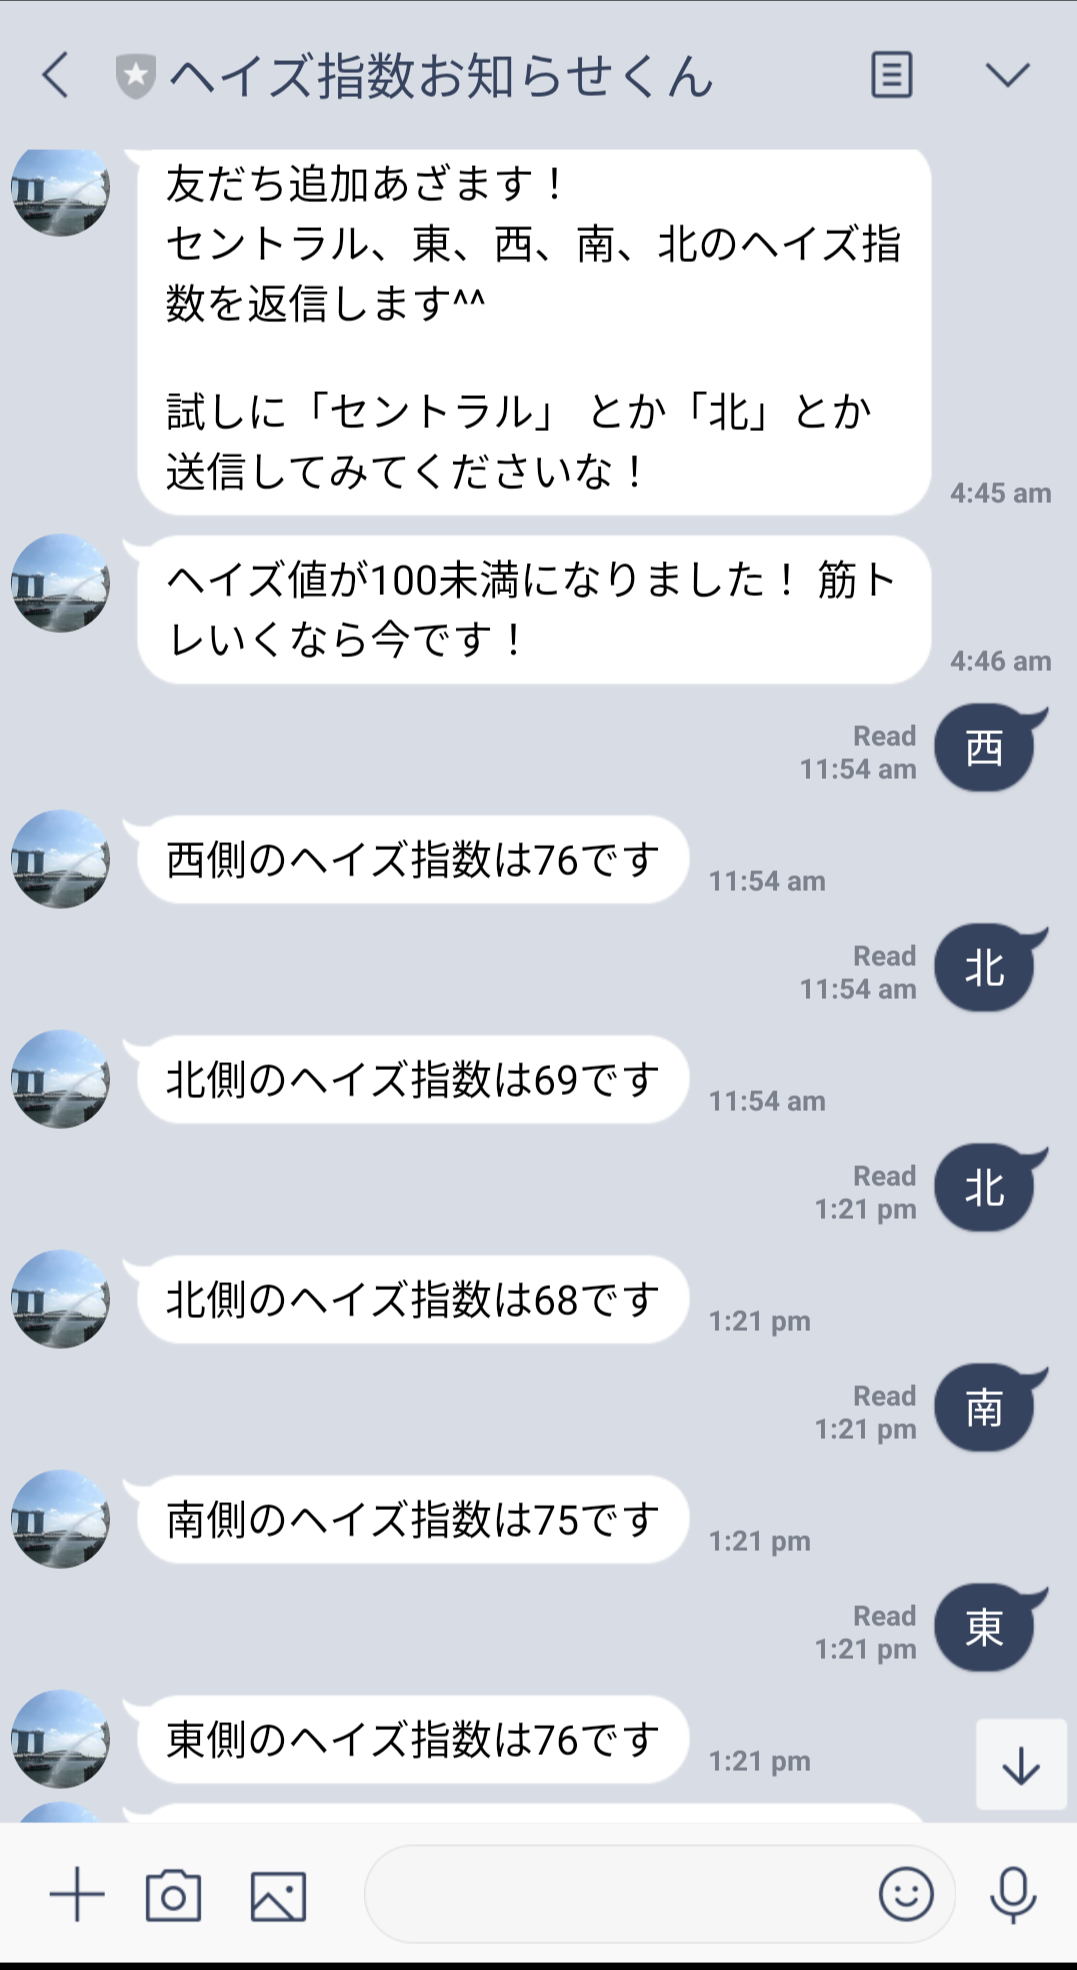 ヘイズ指数お知らせくん
友だち追加あざます！
セントラル、東、西、南、北のヘイズ指
数を返信します^^
試しに「セントラル」 とか「北」とか
送信してみてくださいな！
4:45 am
ヘイズ値が100未満になりました！ 筋ト
レいくなら今です！
4:46 am
Read
11:54 am
西
西側のヘイズ指数は76です
11:54 am
Read
11:54 am
北
北側のヘイズ指数は69です
11:54 am
Read
1:21 pm
北
北側のヘイズ指数は68です
1:21 pm
Read
1:21 pm
南
南側のヘイズ指数は75です
1:21 pm
Read
1:21 pm
東
東側のヘイズ指数は76です
1:21 pm